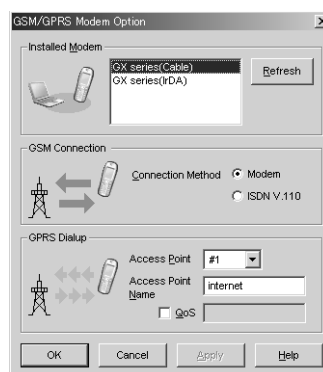 GSM/GPRS Modem Option
Installed Modem
GX series(Cable)
GX series(IrDA)
Refresh
GSM Connection
Connection Method
Modem
ISDN V.110
GPRS Dialup
Access Point
#1
Access Point Name
internet
QoS
OK
Cancel
Apply
Help